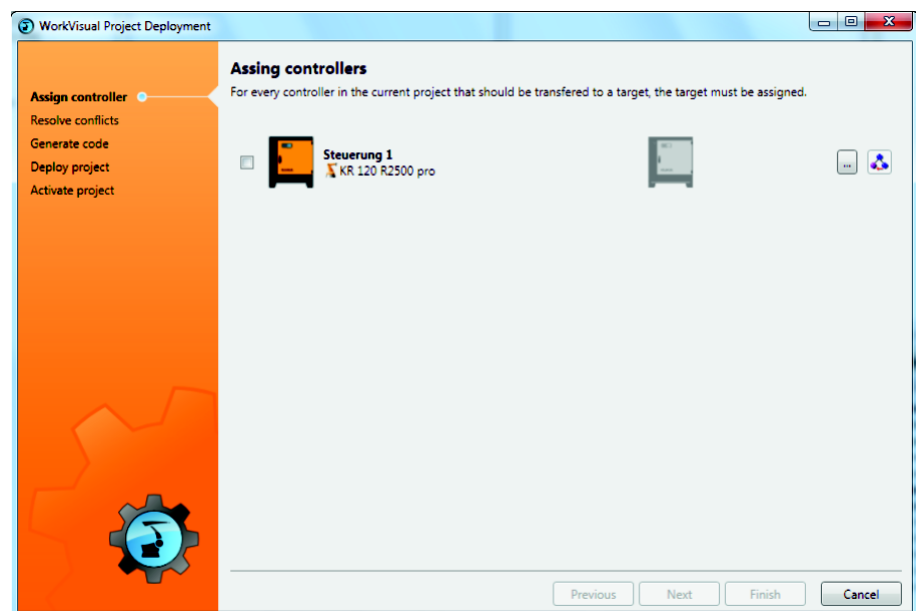 WorkVisual Project Deployment
Assign controller
Resolve conflicts
Generate code
Deploy project
Activate project
Assing controllers
For every controller in the current project that should be transfered to a target, the target must be assigned.
Steuerung 1
KR 120 R2500 pro
...
Previous Next Finish Cancel